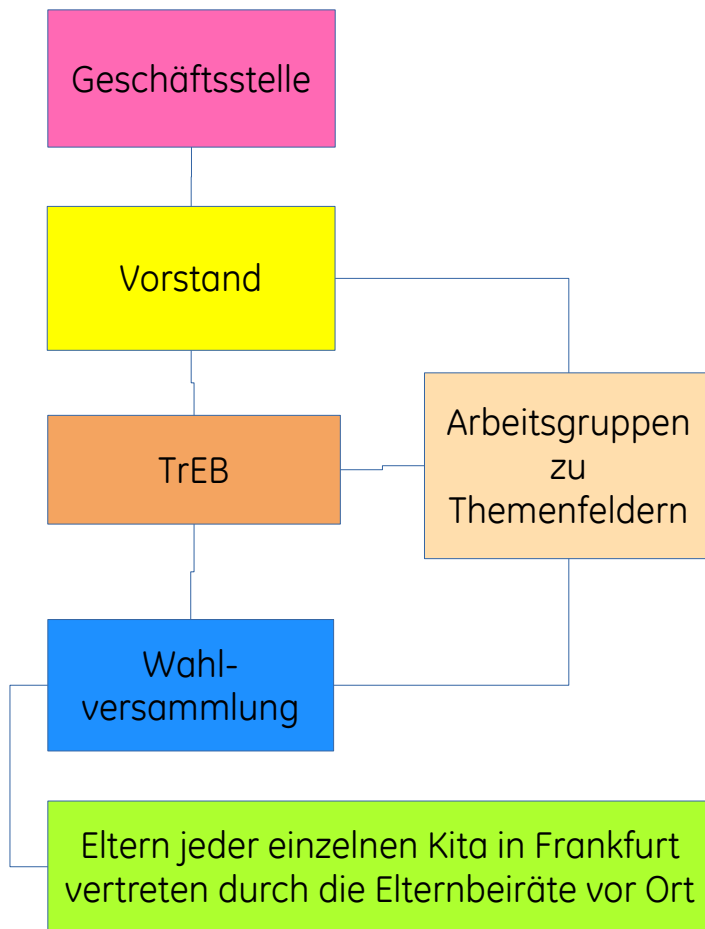 Geschäftsstelle
Vorstand
TrEB
Arbeitsgruppen
zu
Themenfeldern
Wahl-
versammlung
Eltern jeder einzelnen Kita in Frankfurt
vertreten durch die Elternbeiräte vor Ort